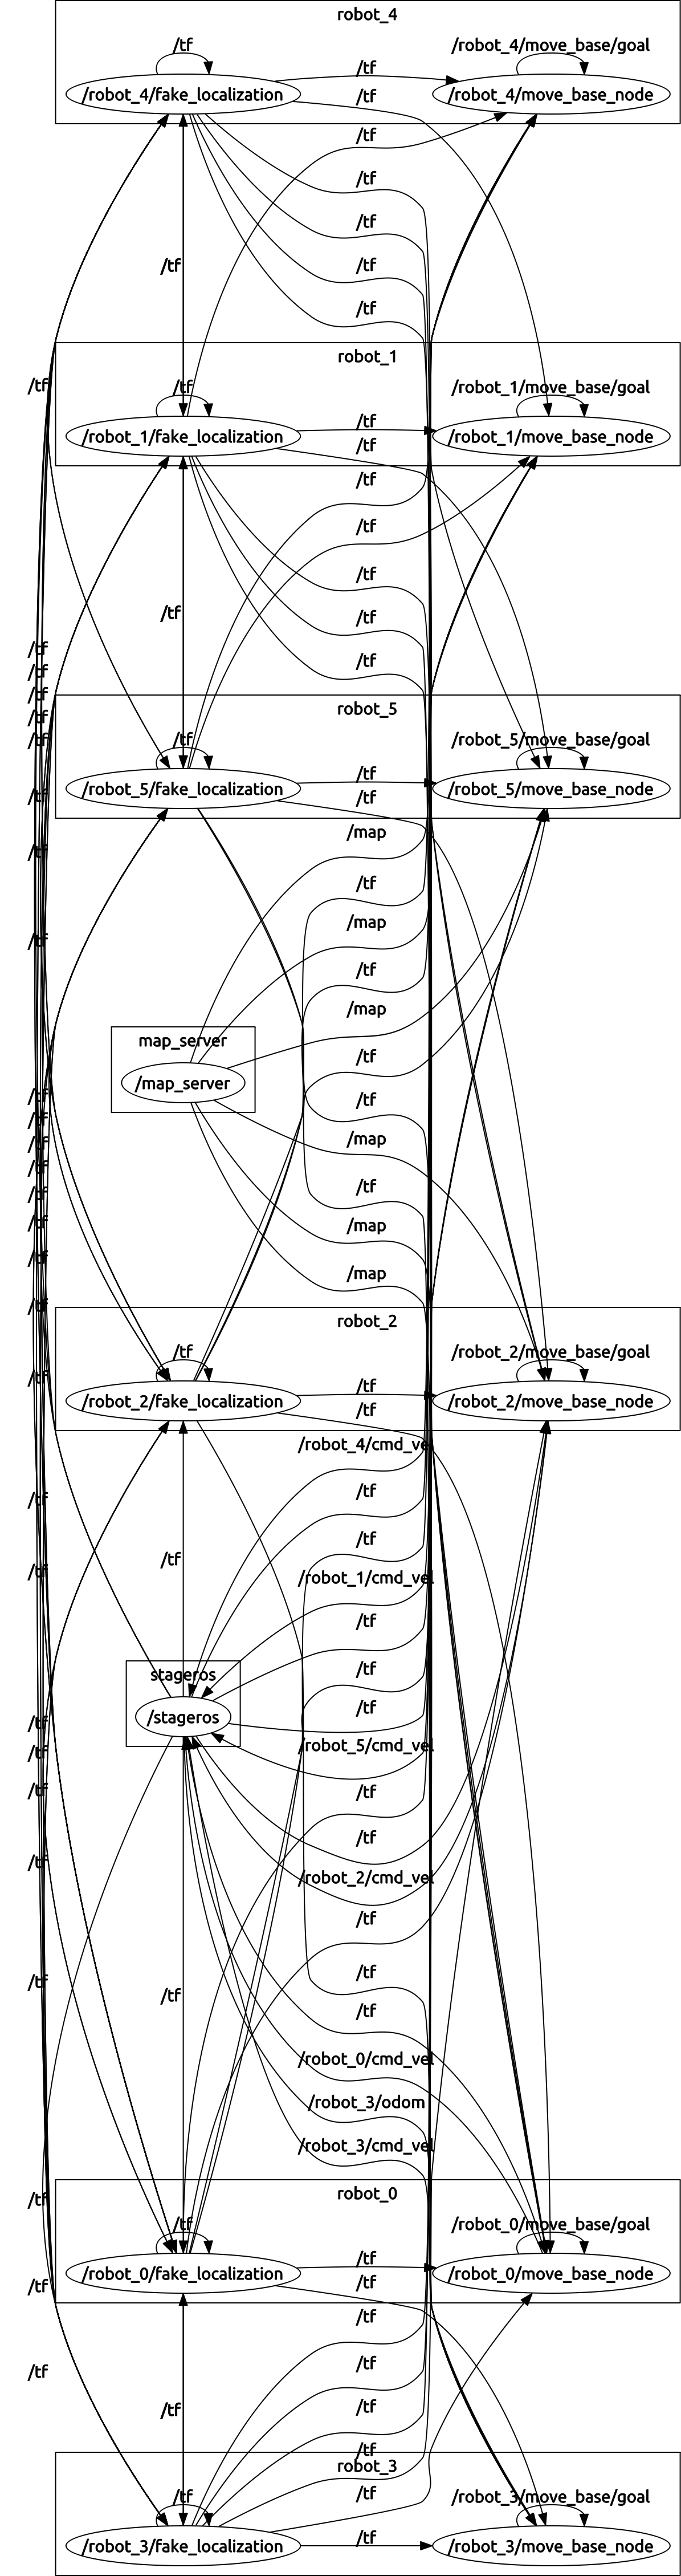 robot_4
/tf
/robot_4/move_base/goal
/tf
/robot_4/fake_localization
/robot_4/move_base_node
/tf
/tf
/tf
/tf
/tf
/tf
/tf
robot_1
/tf
/tf
/robot_1/move_base/goal
/tf
/robot_1/fake_localization
/robot_1/move_base_node
/tf
/tf
/tf
/tf
/tf
/tf
/tf
/tf
/tf
/tf
robot_5
/tf
/tf
/tf
/robot_5/move_base/goal
/tf
/robot_5/fake_localization
/robot_5/move_base_node
/tf
/tf
/map
/tf
/tf
/map
/tf
/tf
/map
map_server
/tf
/map_server
/tf
/tf
/tf
/map
/tf
/tf
/tf
/tf
/tf
/map
/tf
/map
/tf
robot_2
/tf
/robot_2/move_base/goal
/tf
/tf
/robot_2/fake_localization
/robot_2/move_base_node
/tf
/robot_4/cmd_vel
/tf
/tf
/tf
/tf
/tf
/robot_1/cmd_vel
/tf
/tf
stageros
/tf
/stageros
/tf
/robot_5/cmd_vel
/tf
/tf
/tf
/tf
/tf
/robot_2/cmd_vel
/tf
/tf
/tf
/tf
/tf
/robot_0/cmd_vel
/robot_3/odom
/robot_3/cmd_vel
robot_0
/tf
/tf
/robot_0/move_base/goal
/tf
/robot_0/fake_localization
/robot_0/move_base_node
/tf
/tf
/tf
/tf
/tf
/tf
/tf
/tf
robot_3
/tf
/tf
/robot_3/move_base/goal
/tf
/robot_3/fake_localization
/robot_3/move_base_node